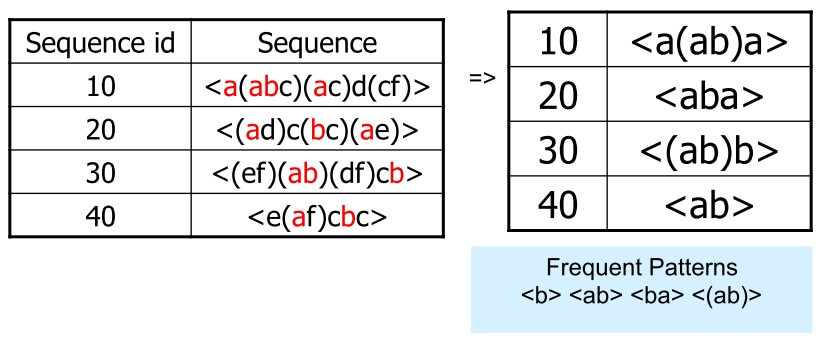 Sequence id Sequence
10 <a(abc)(ac)d(cf)>
20 <(ad)c(bc)(ae)>
30 <(ef)(ab)(df)cb>
40 <e(af)cbc>
=>
10 <a(ab)a>
20 <aba>
30 <(ab)b>
40 <ab>
Frequent Patterns
<b> <ab> <ba> <(ab)>